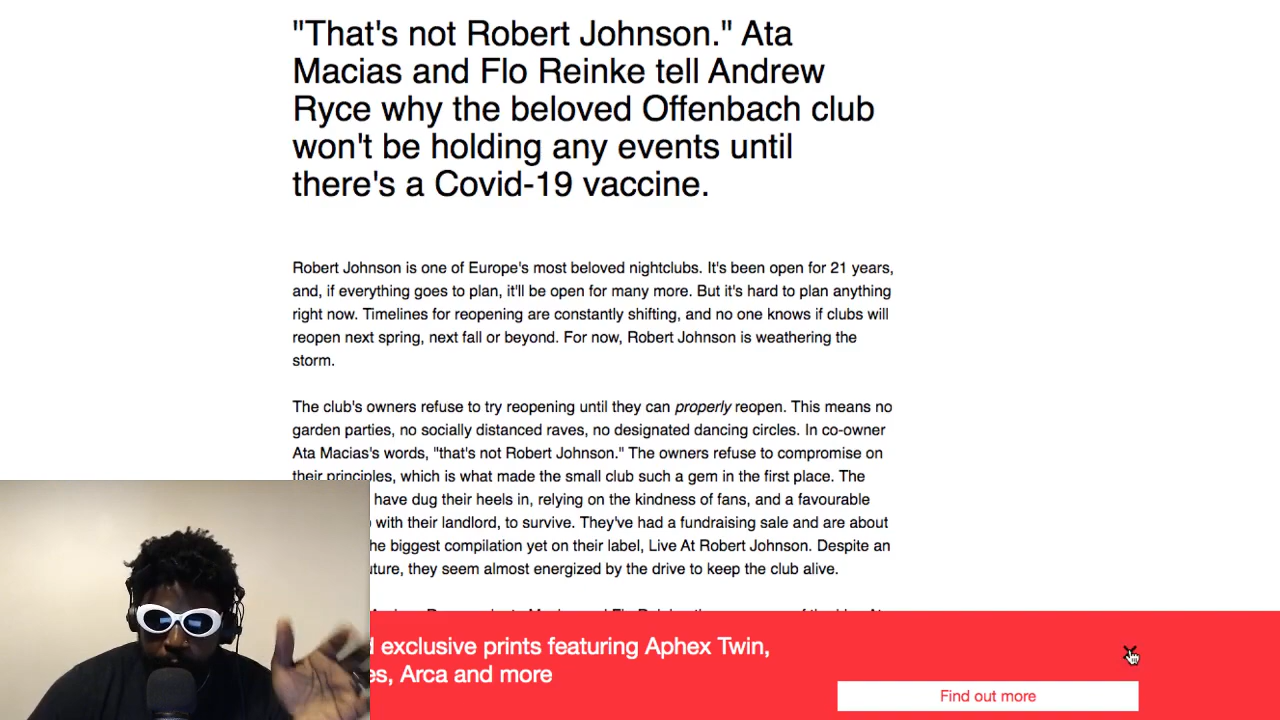 "That's not Robert Johnson." Ata
Macias and Flo Reinke tell Andrew
Ryce why the beloved Offenbach club
won't be holding any events until
there's a Covid-19 vaccine.
Robert Johnson is one of Europe's most beloved nightclubs. It's been open for 21 years,
and, if everything goes to plan, it'll be open for many more. But it's hard to plan anything
right now. Timelines for reopening are constantly shifting, and no one knows if clubs will
reopen next spring, next fall or beyond. For now, Robert Johnson is weathering the
storm.
The club's owners refuse to try reopening until they can properly reopen. This means no
garden parties, no socially distanced raves, no designated dancing circles. In co-owner
Ata Macias's words, "that's not Robert Johnson." The owners refuse to compromise on
their principles, which is what made the small club such a gem in the first place. The
have dug their heels in, relying on the kindness of fans, and a favourable
with their landlord, to survive. They've had a fundraising sale and are about
the biggest compilation yet on their label, Live At Robert Johnson. Despite an
future, they seem almost energized by the drive to keep the club alive.
exclusive prints featuring Aphex Twin,
Arca and more
Find out more